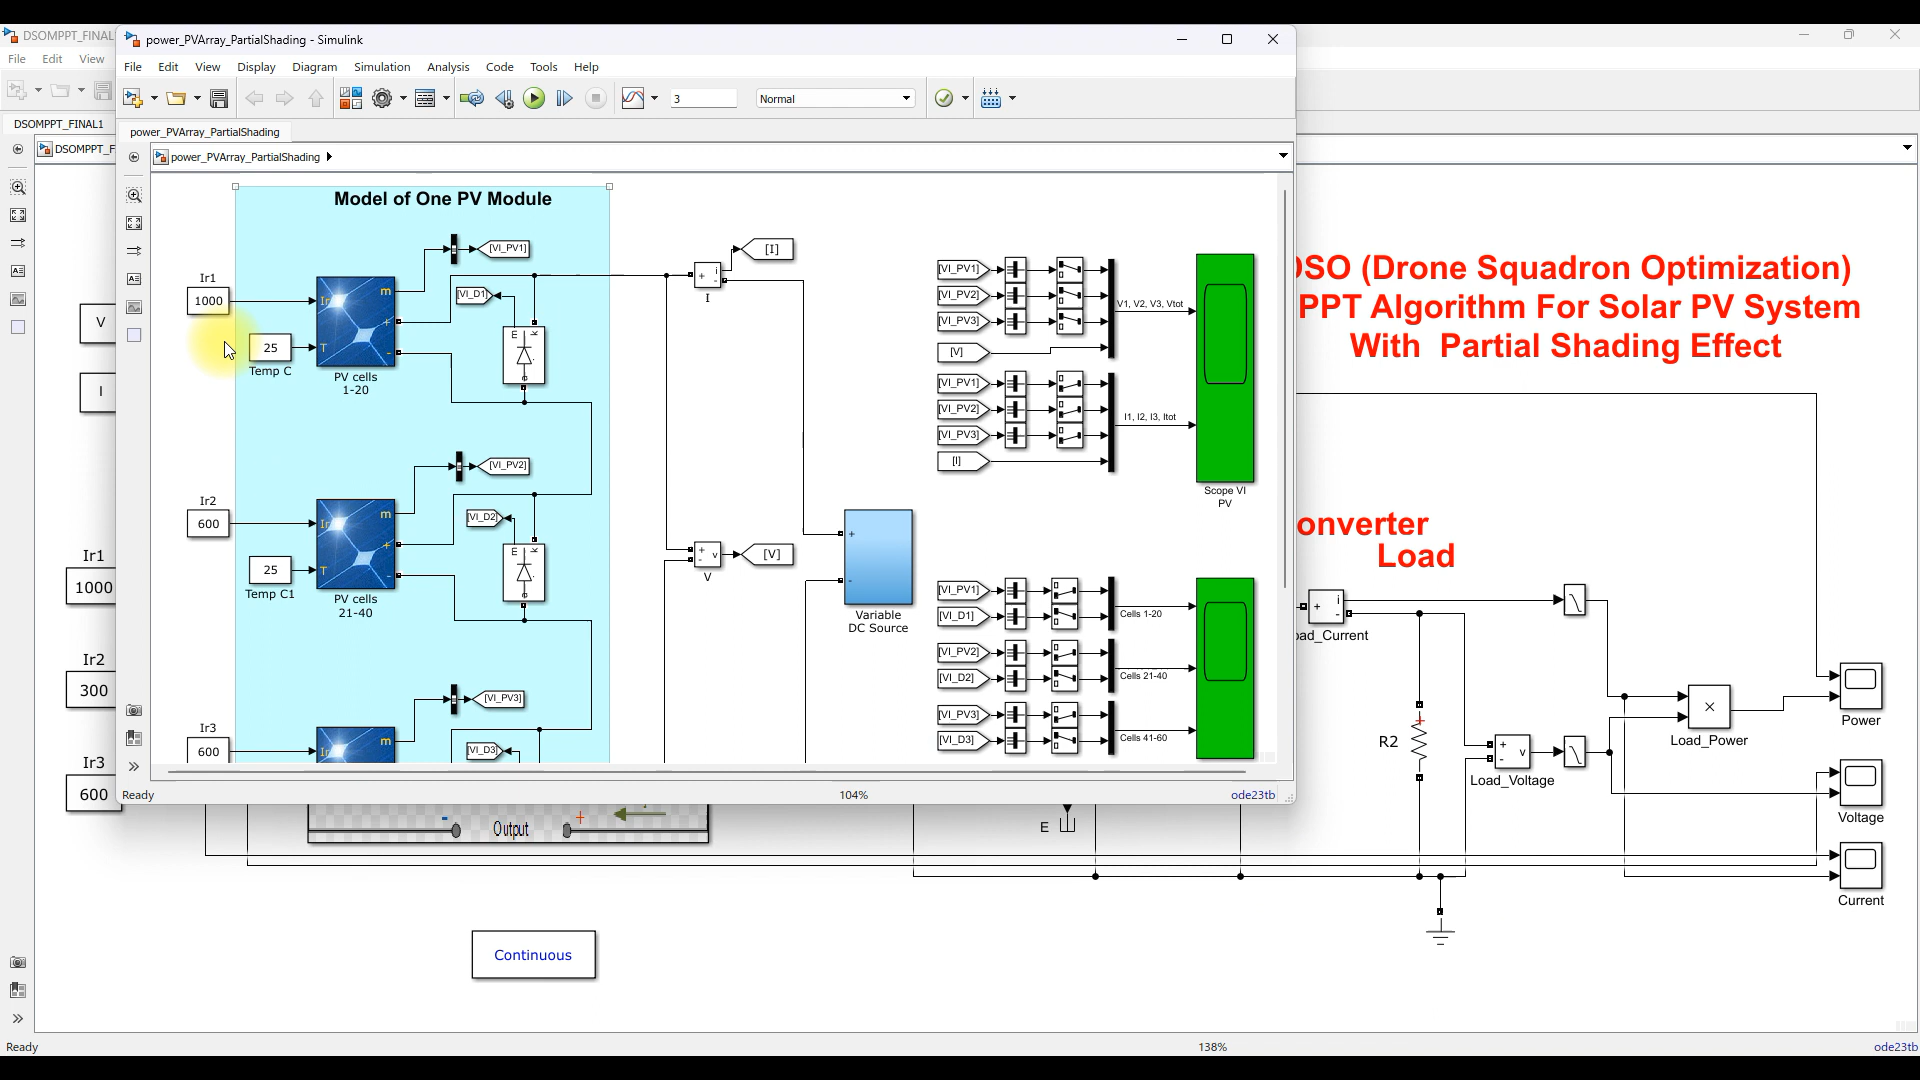 DSOMPPT_FINAL
File Edit View
DSOMPPT_FINAL1
DSOMPPT_F
power_PVArray_PartialShading - Simulink
File Edit View Display Diagram Simulation Analysis Code Tools Help
3 Normal
power_PVArray_PartialShading
power_PVArray_PartialShading
Model of One PV Module
Ir1
1000
Ir
m
+
-
T
25
Temp C
PV cells
1-20
[VI_PV1]
[VI_D1]
m k
a
Ir2
600
Ir
m
+
-
T
25
Temp C1
PV cells
21-40
[VI_PV2]
[VI_D2]
m k
a
Ir3
600
Ir
m
[VI_PV3]
[VI_D3]
[I]
+ i
-
I
+ v
-
V
[V]
+
-
Variable
DC Source
[VI_PV1]
[VI_PV2]
[VI_PV3]
[V]
V1, V2, V3, Vtot
[VI_PV1]
[VI_PV2]
[VI_PV3]
[I]
I1, I2, I3, Itot
Scope VI
PV
[VI_PV1]
[VI_D1]
Cells 1-20
[VI_PV2]
[VI_D2]
Cells 21-40
[VI_PV3]
[VI_D3]
Cells 41-60
Ready 104% ode23tb
V
I
Ir1
1000
Ir2
300
Ir3
600
DSO (Drone Squadron Optimization)
PPT Algorithm For Solar PV System
With Partial Shading Effect
onverter
Load
+ i
-
oad_Current
R2
+
+ v
-
Load_Voltage
×
Load_Power
Power
Voltage
Current
- Output +
E
Continuous
Ready 138% ode23tb